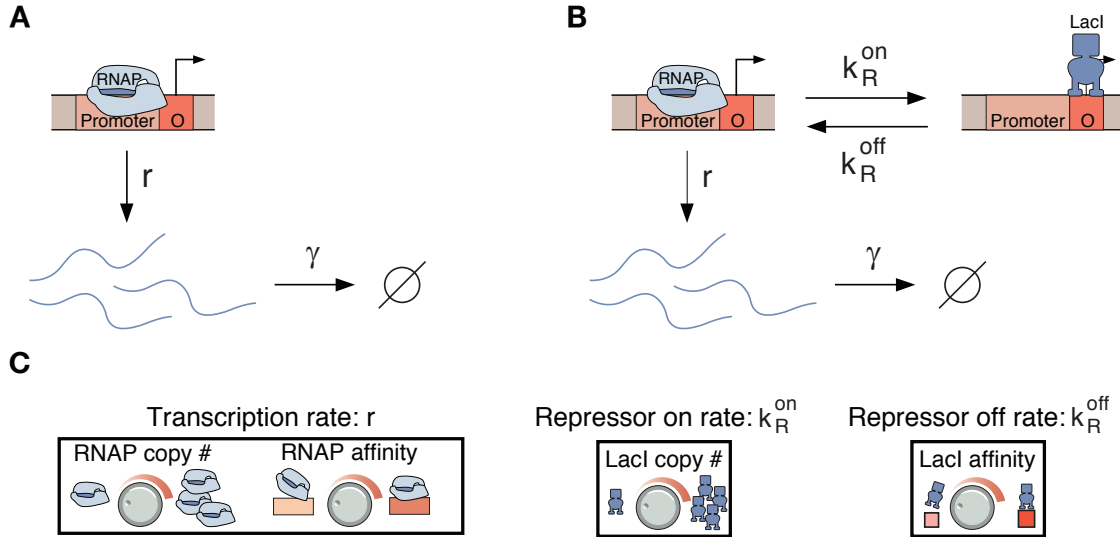 A
RNAP
Promoter O
r
γ
B
RNAP
Promoter O
k_R^on
k_R^off
LacI
Promoter O
r
γ
C
Transcription rate: r
RNAP copy #
RNAP affinity
Repressor on rate: k_R^on
LacI copy #
Repressor off rate: k_R^off
LacI affinity